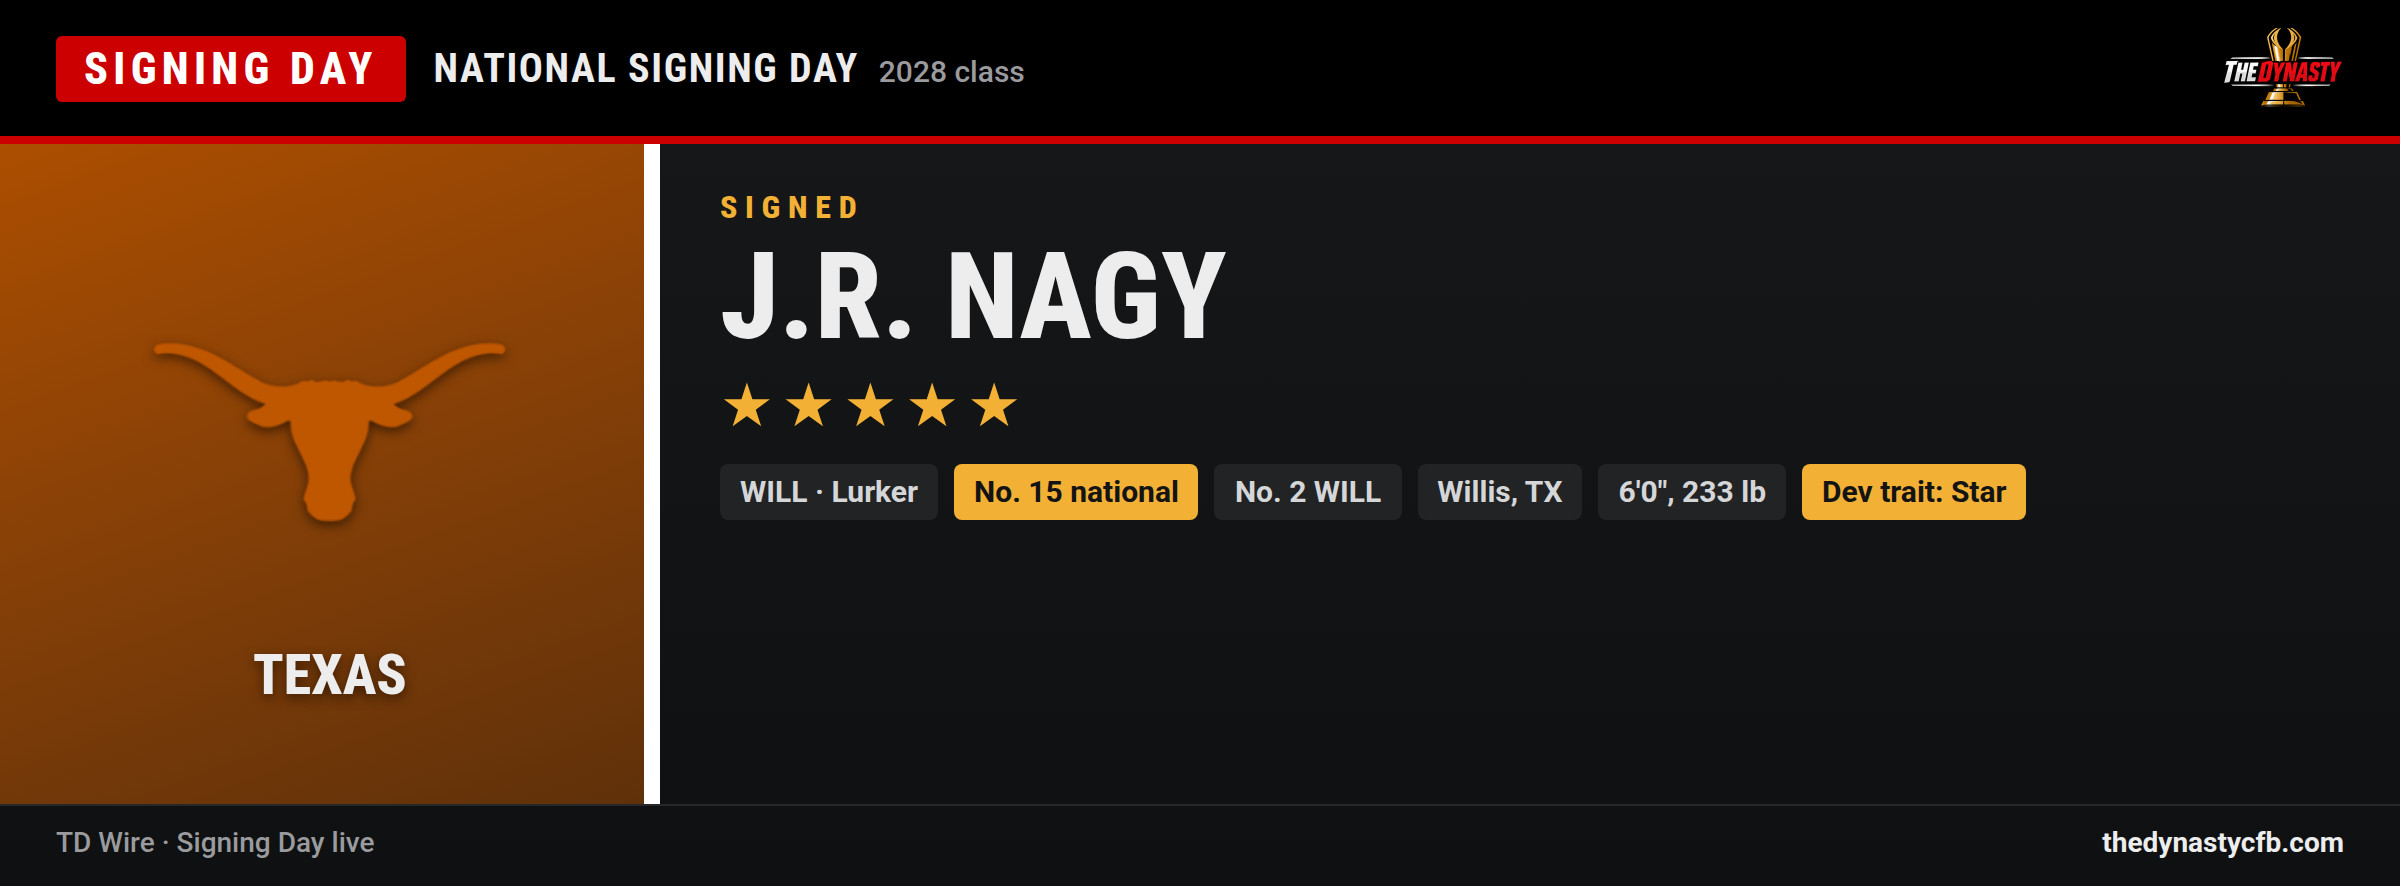 SIGNING DAY NATIONAL SIGNING DAY 2028 class
THE DYNASTY
SIGNED
J.R. NAGY
WILL · Lurker No. 15 national No. 2 WILL Willis, TX 6'0", 233 lb Dev trait: Star
TEXAS
TD Wire · Signing Day live
thedynastycfb.com